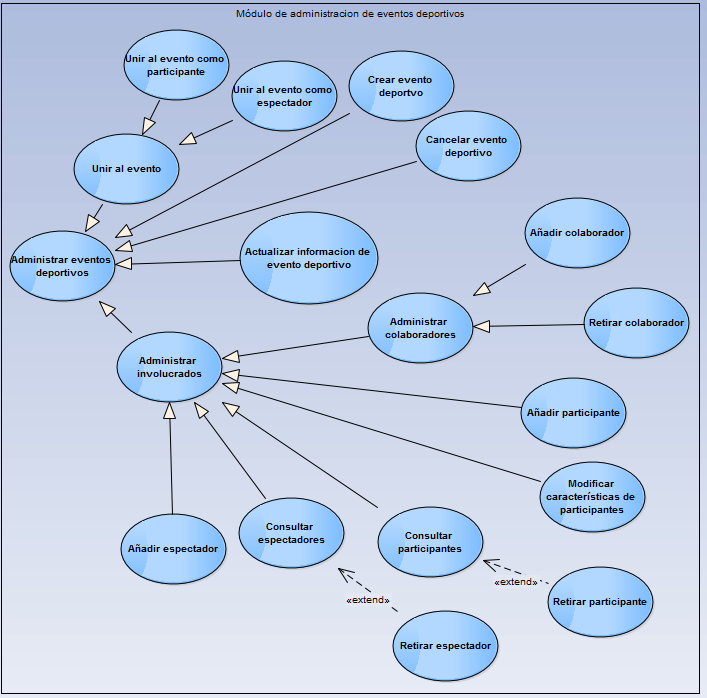 Módulo de administracion de eventos deportivos
Unir al evento como
participante
Unir al evento como
espectador
Crear evento
deportvo
Cancelar evento
deportivo
Unir al evento
Añadir colaborador
Administrar eventos
deportivos
Actualizar informacion de
evento deportivo
Administrar
colaboradores
Retirar colaborador
Administrar
involucrados
Añadir participante
Modificar
características de
participantes
Añadir espectador
Consultar
espectadores
Consultar
participantes
«extend»
«extend»
Retirar participante
Retirar espectador